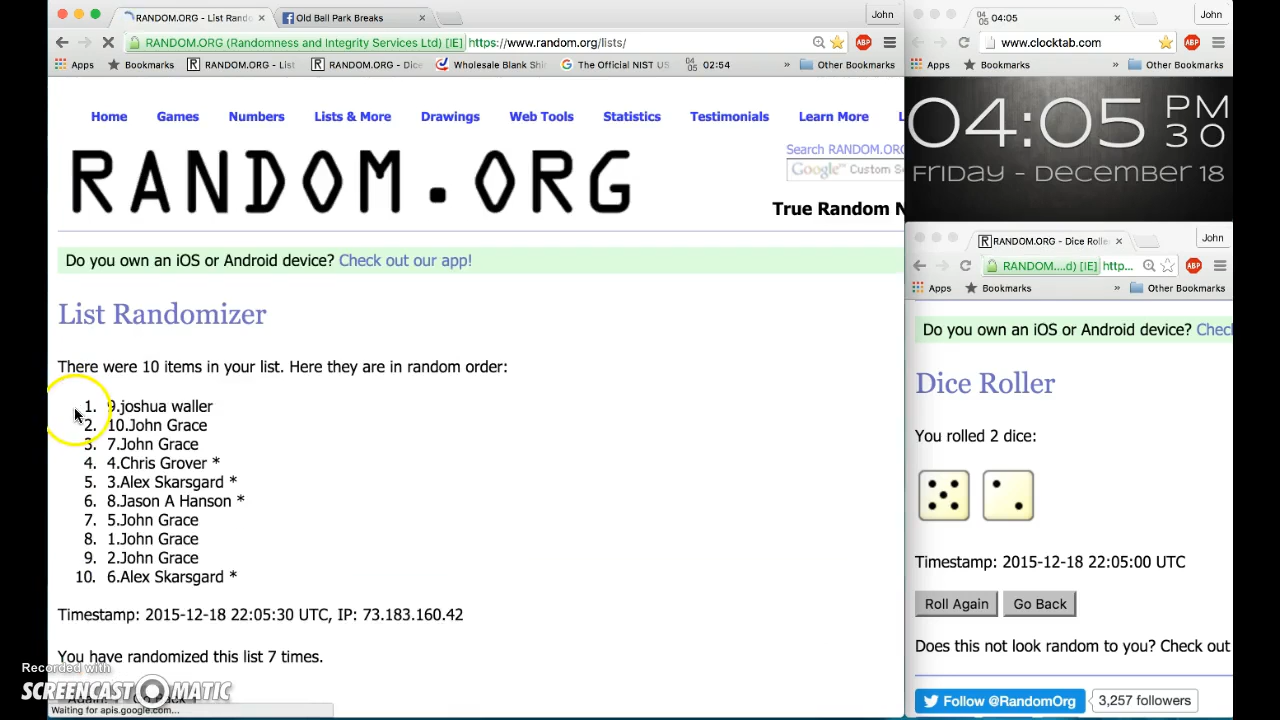 RANDOM.ORG - List Rando
Old Ball Park Breaks
John
RANDOM.ORG (Randomness and Integrity Services Ltd) [IE]
https://www.random.org/lists/
ABP
Apps
Bookmarks
RANDOM.ORG - List
RANDOM.ORG - Dice
Wholesale Blank Shi
The Official NIST US
04 05 02:54
»
Other Bookmarks
Home Games Numbers Lists & More Drawings Web Tools Statistics Testimonials Learn More
Search RANDOM.ORG
Google Custom Se
RANDOM.ORG
True Random N
Do you own an iOS or Android device? Check out our app!
List Randomizer
There were 10 items in your list. Here they are in random order:
1. 9.joshua waller
2. 10.John Grace
3. 7.John Grace
4. 4.Chris Grover *
5. 3.Alex Skarsgard *
6. 8.Jason A Hanson *
7. 5.John Grace
8. 1.John Grace
9. 2.John Grace
10. 6.Alex Skarsgard *
Timestamp: 2015-12-18 22:05:30 UTC, IP: 73.183.160.42
You have randomized this list 7 times.
Recorded with
SCREENCAST-O-MATIC
Waiting for apis.google.com...
04 05 04:05
John
www.clocktab.com
ABP
Apps
Bookmarks
»
Other Bookmarks
04:05 PM
30
FRIDAY - DECEMBER 18
RANDOM.ORG - Dice Rolle
John
RANDOM....d) [IE] http...
ABP
Apps
Bookmarks
»
Other Bookmarks
Do you own an iOS or Android device? Chec
Dice Roller
You rolled 2 dice:
Timestamp: 2015-12-18 22:05:00 UTC
Roll Again
Go Back
Does this not look random to you? Check out
Follow @RandomOrg
3,257 followers